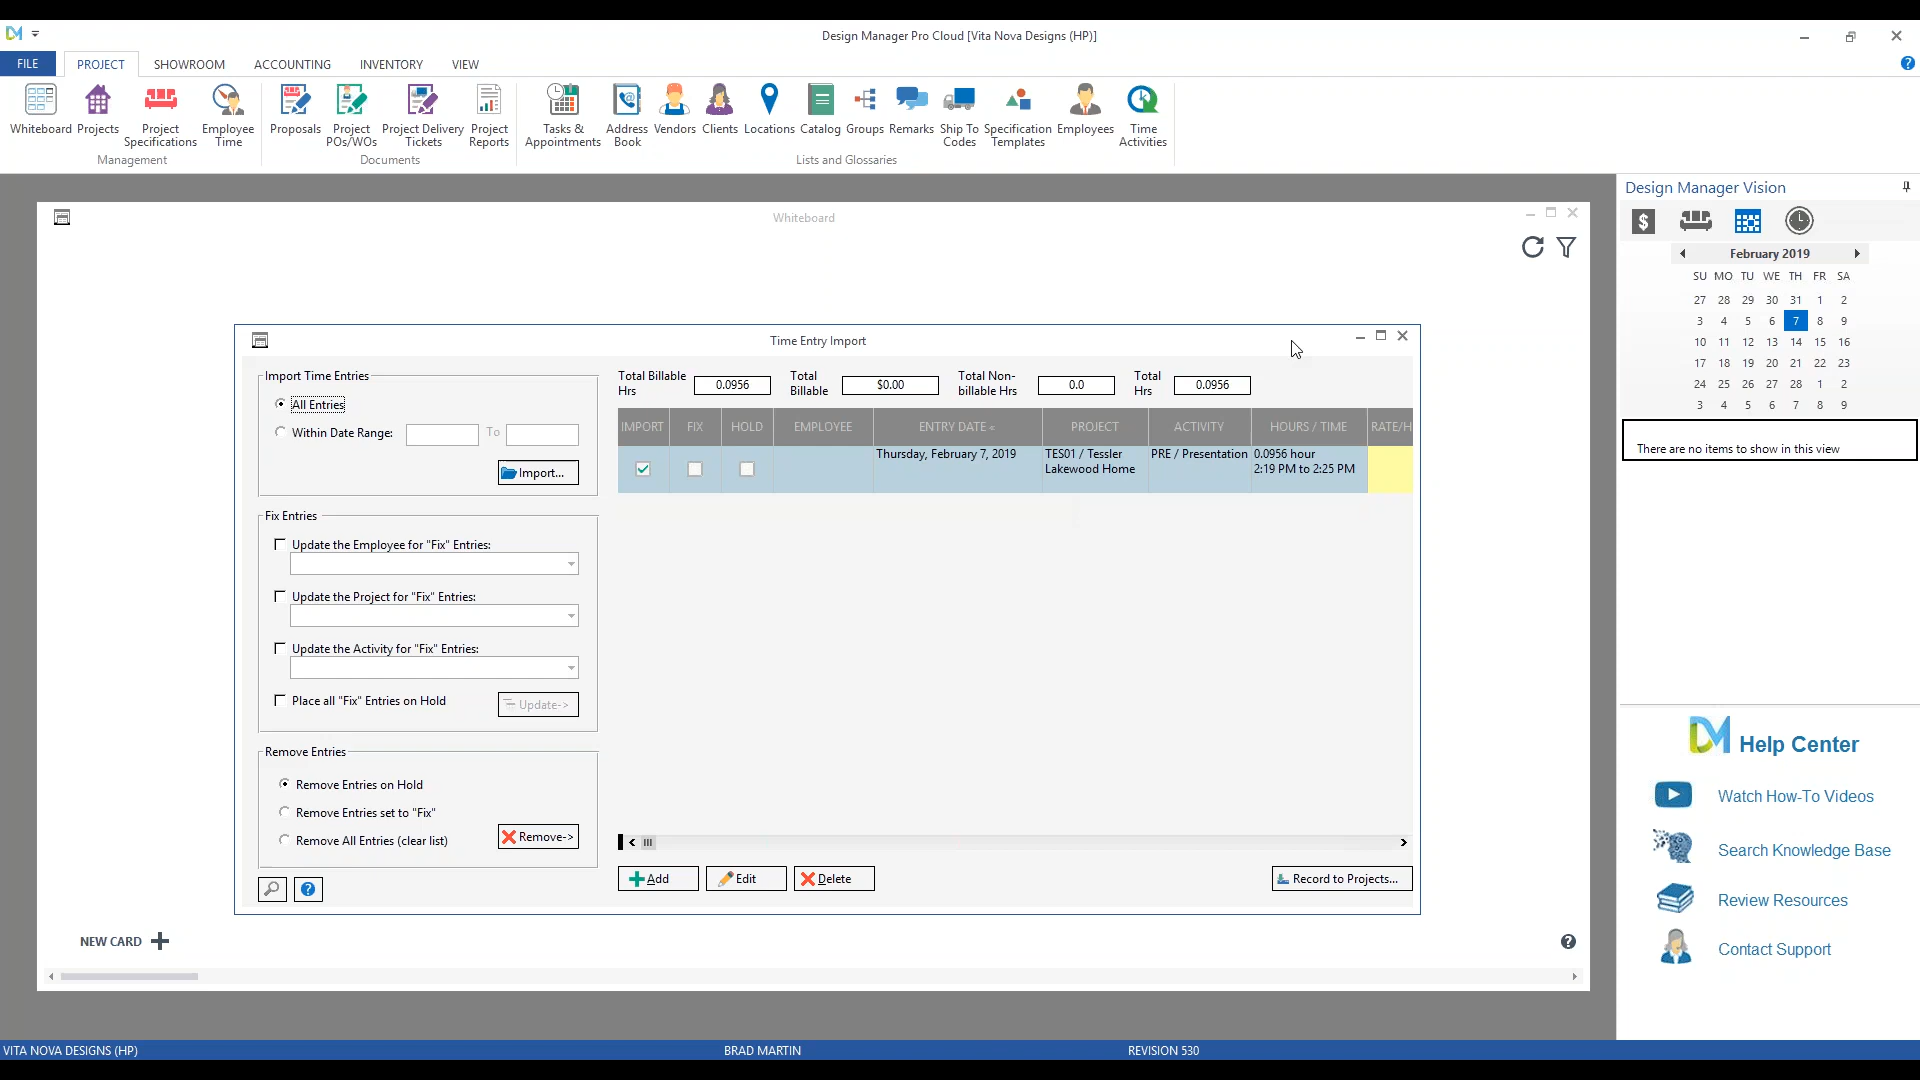 Design Manager Pro Cloud [Vita Nova Designs (HP)]
FILE PROJECT SHOWROOM ACCOUNTING INVENTORY VIEW
Whiteboard Projects Project Specifications Employee Time
Management
Proposals Project POs/WOs Project Delivery Tickets Project Reports
Documents
Tasks & Appointments Address Book Vendors Clients Locations Catalog Groups Remarks Ship To Codes Specification Templates Employees Time Activities
Lists and Glossaries
Whiteboard
Time Entry Import
Import Time Entries
All Entries
Within Date Range: To
Import...
Fix Entries
Update the Employee for "Fix" Entries:
Update the Project for "Fix" Entries:
Update the Activity for "Fix" Entries:
Place all "Fix" Entries on Hold
Update->
Remove Entries
Remove Entries on Hold
Remove Entries set to "Fix"
Remove All Entries (clear list)
Remove->
Total Billable Hrs 0.0956 Total Billable $0.00 Total Non-billable Hrs 0.0 Total Hrs 0.0956
IMPORT FIX HOLD EMPLOYEE ENTRY DATE PROJECT ACTIVITY HOURS / TIME RATE/H
Thursday, February 7, 2019 TES01 / Tessler PRE / Presentation 0.0956 hour
Lakewood Home 2:19 PM to 2:25 PM
Add Edit Delete Record to Projects...
NEW CARD
Design Manager Vision
February 2019
SU MO TU WE TH FR SA
27 28 29 30 31 1 2
3 4 5 6 7 8 9
10 11 12 13 14 15 16
17 18 19 20 21 22 23
24 25 26 27 28 1 2
3 4 5 6 7 8 9
There are no items to show in this view
DM Help Center
Watch How-To Videos
Search Knowledge Base
Review Resources
Contact Support
VITA NOVA DESIGNS (HP) BRAD MARTIN REVISION 530